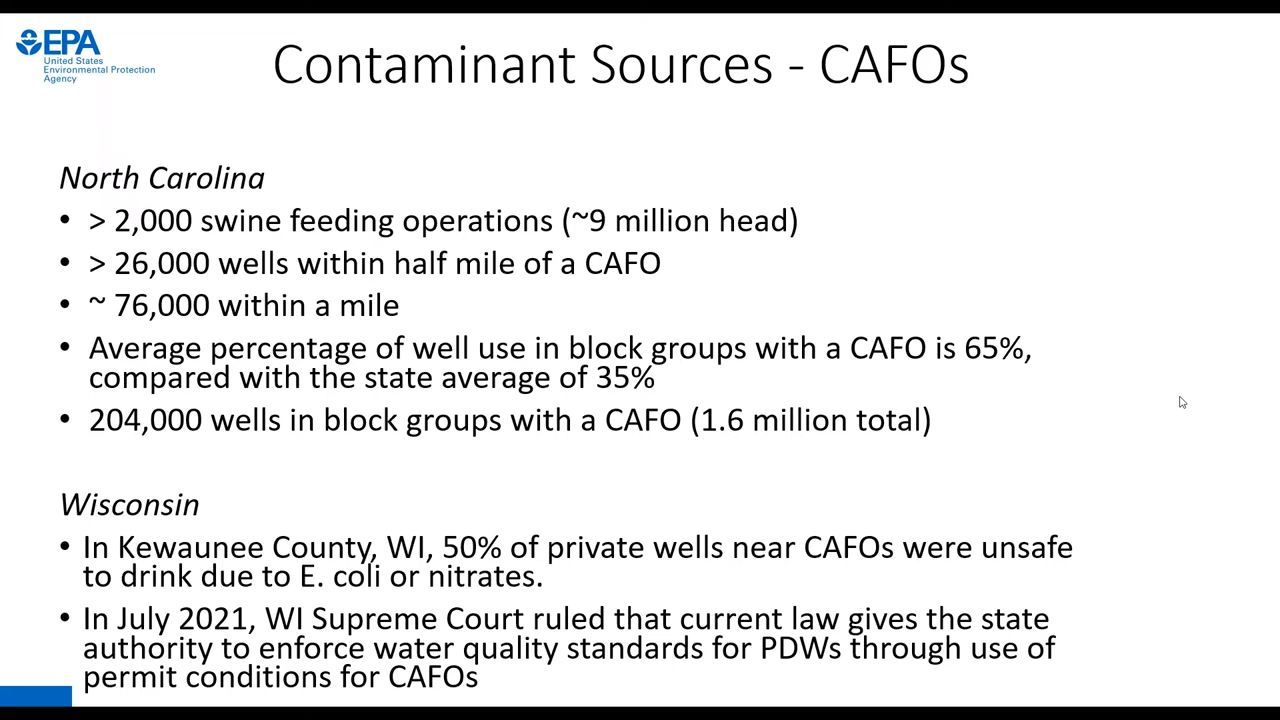 EPA
United States
Environmental Protection
Agency
Contaminant Sources - CAFOs
North Carolina
• > 2,000 swine feeding operations (~9 million head)
• > 26,000 wells within half mile of a CAFO
• ~ 76,000 within a mile
• Average percentage of well use in block groups with a CAFO is 65%,
compared with the state average of 35%
• 204,000 wells in block groups with a CAFO (1.6 million total)
Wisconsin
• In Kewaunee County, WI, 50% of private wells near CAFOs were unsafe
to drink due to E. coli or nitrates.
• In July 2021, WI Supreme Court ruled that current law gives the state
authority to enforce water quality standards for PDWs through use of
permit conditions for CAFOs